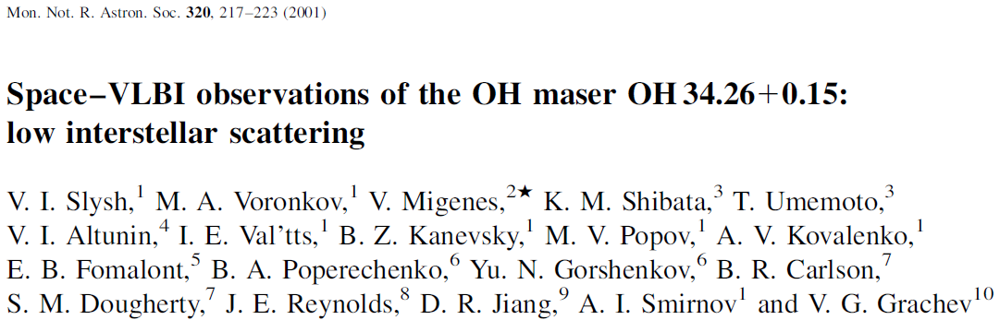 Mon. Not. R. Astron. Soc. 320, 217–223 (2001)
Space–VLBI observations of the OH maser OH 34.26+0.15:
low interstellar scattering
V. I. Slysh,1 M. A. Voronkov,1 V. Migenes,2★ K. M. Shibata,3 T. Umemoto,3
V. I. Altunin,4 I. E. Val'tts,1 B. Z. Kanevsky,1 M. V. Popov,1 A. V. Kovalenko,1
E. B. Fomalont,5 B. A. Poperechenko,6 Yu. N. Gorshenkov,6 B. R. Carlson,7
S. M. Dougherty,7 J. E. Reynolds,8 D. R. Jiang,9 A. I. Smirnov1 and V. G. Grachev10